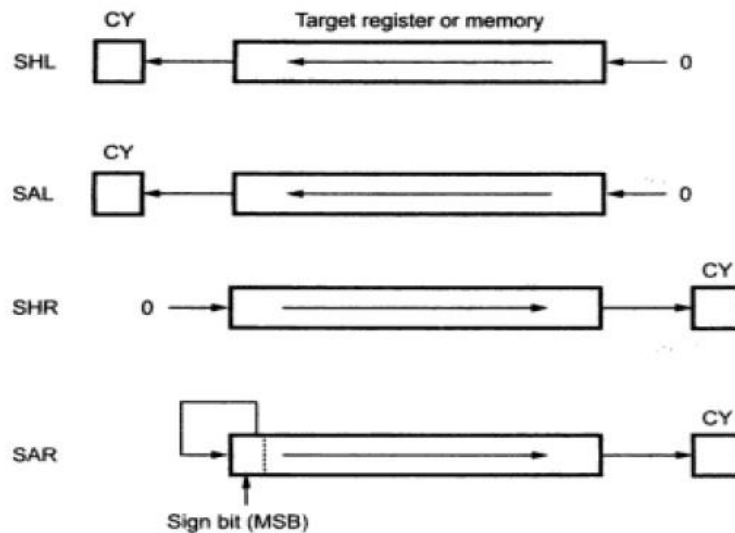 CY Target register or memory
SHL 0
CY
SAL 0
CY
SHR 0
CY
SAR
Sign bit (MSB)